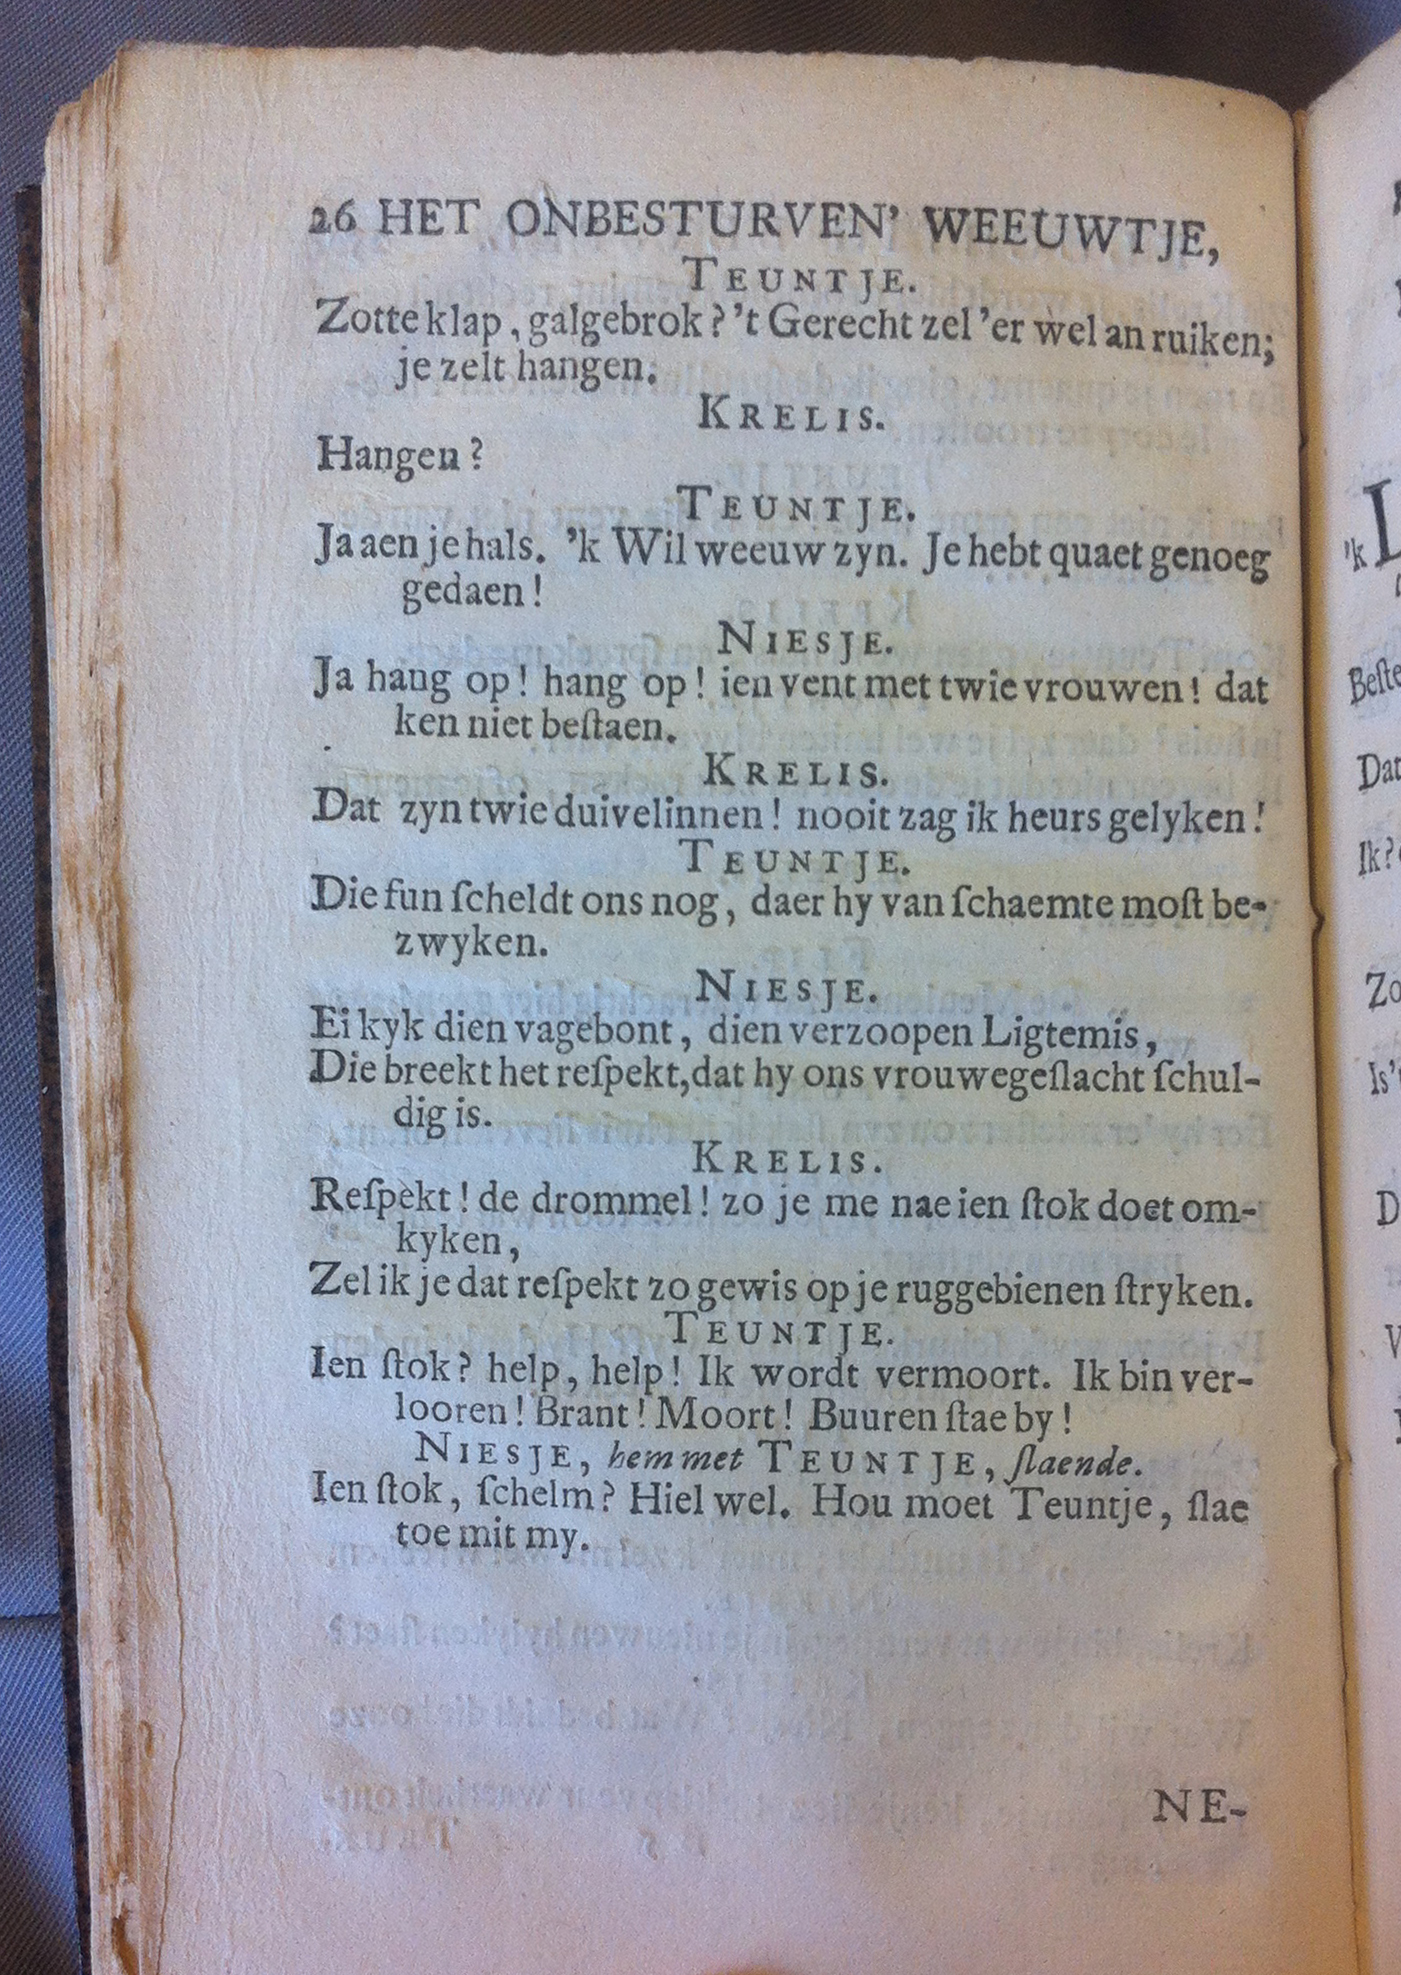 26 HET ONBESTURVEN' WEEUWTJE,
TEUNTJE.
Zotte klap, galgebrok? 't Gerecht zel 'er wel an ruiken;
je zelt hangen.
KRELIS.
Hangen?
TEUNTJE.
Ja aen je hals. 'k Wil weeuw zyn. Je hebt quaet genoeg
gedaen!
NIESJE.
Ja hang op! hang op! ien vent met twie vrouwen! dat
ken niet beſtaen.
KRELIS.
Dat zyn twie duivelinnen! nooit zag ik heurs gelyken!
TEUNTJE.
Die fun ſcheldt ons nog, daer hy van ſchaemte moſt be-
zwyken.
NIESJE.
Ei kyk dien vagebont, dien verzoopen Ligtemis,
Die breekt het reſpekt, dat hy ons vrouwegeſlacht ſchul-
dig is.
KRELIS.
Reſpekt! de drommel! zo je me nae ien ſtok doet om-
kyken,
Zel ik je dat reſpekt zo gewis op je ruggebienen ſtryken.
TEUNTJE.
Ien ſtok? help, help! Ik wordt vermoort. Ik bin ver-
looren! Brant! Moort! Buuren ſtae by!
NIESJE, hem met TEUNTJE, ſlaende.
Ien ſtok, ſchelm? Hiel wel. Hou moet Teuntje, ſlae
toe mit my.
NE-
'k
Beſte
Dat
Ik?
Zo
Is'
D